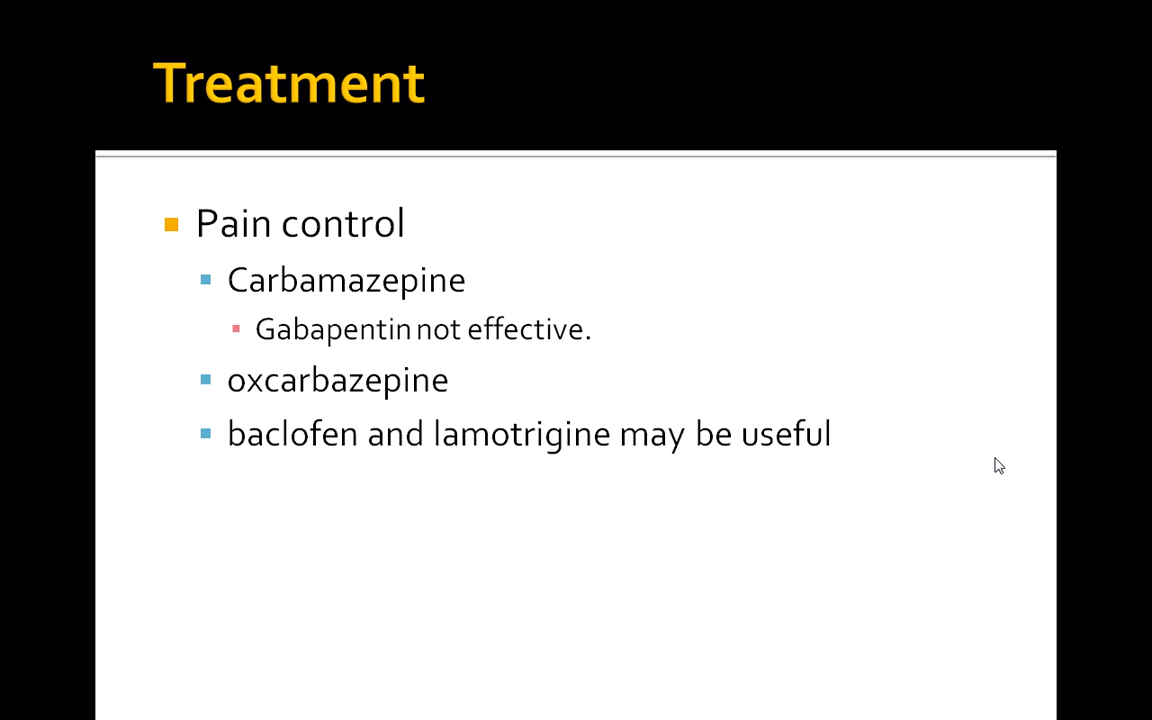 Treatment
Pain control
Carbamazepine
Gabapentin not effective.
oxcarbazepine
baclofen and lamotrigine may be useful